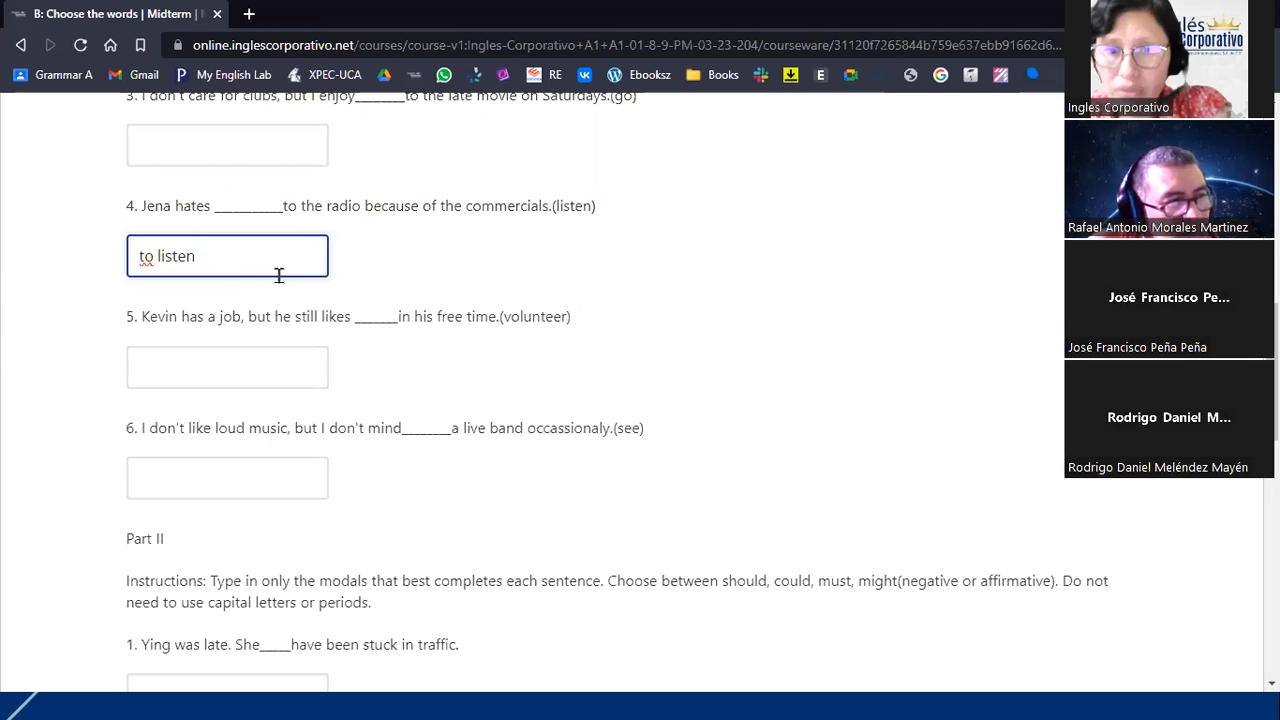 B: Choose the words | Midterm |
online.inglescorporativo.net/courses/course-v1:Ingles-Corporativo+A1+A1-01-8-9-PM-03-23-204/courseware/31120f7265844b759e637ebb91662d6...
Grammar A
Gmail
My English Lab
XPEC-UCA
RE
Ebooksz
Books
3. I don't care for clubs, but I enjoy________to the late movie on Saturdays.(go)
4. Jena hates ___________to the radio because of the commercials.(listen)
to listen
5. Kevin has a job, but he still likes _______in his free time.(volunteer)
6. I don't like loud music, but I don't mind________a live band occassionaly.(see)
Part II
Instructions: Type in only the modals that best completes each sentence. Choose between should, could, must, might(negative or affirmative). Do not
need to use capital letters or periods.
1. Ying was late. She_____have been stuck in traffic.
Ingles Corporativo
Rafael Antonio Morales Martinez
José Francisco Pe...
José Francisco Peña Peña
Rodrigo Daniel M...
Rodrigo Daniel Meléndez Mayén